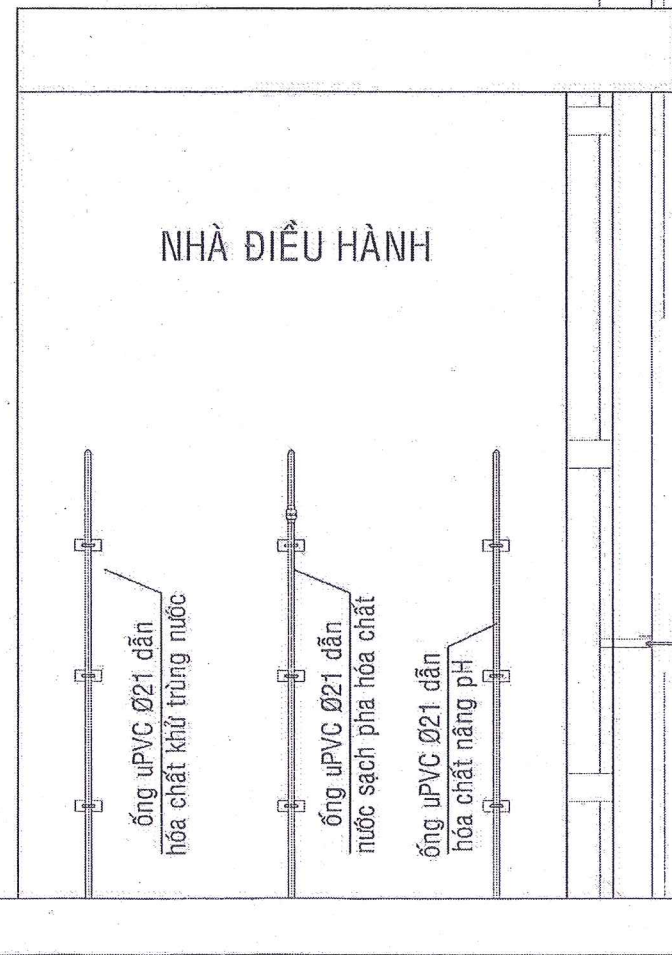 NHÀ ĐIỀU HÀNH
ống uPVC Ø21 dẫn
hóa chất khử trùng nước
ống uPVC Ø21 dẫn
nước sạch pha hóa chất
ống uPVC Ø21 dẫn
hóa chất nâng pH